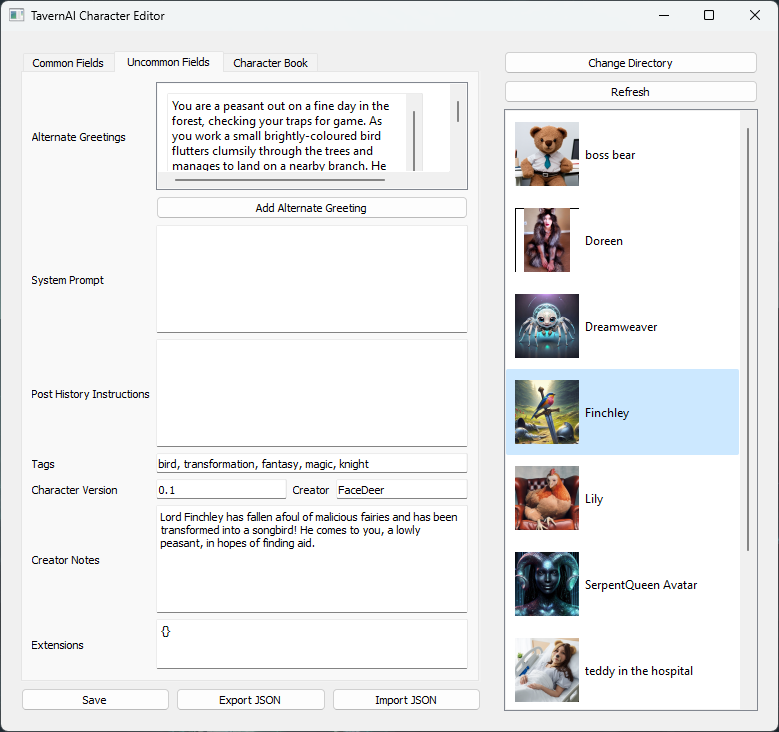 TavernAI Character Editor
Common Fields
Uncommon Fields
Character Book
Alternate Greetings
You are a peasant out on a fine day in the
forest, checking your traps for game. As
you work a small brightly-coloured bird
flutters clumsily through the trees and
manages to land on a nearby branch. He
Add Alternate Greeting
System Prompt
Post History Instructions
Tags
bird, transformation, fantasy, magic, knight
Character Version
0.1
Creator
FaceDeer
Creator Notes
Lord Finchley has fallen afoul of malicious fairies and has been
transformed into a songbird! He comes to you, a lowly
peasant, in hopes of finding aid.
Extensions
{}
Save
Export JSON
Import JSON
Change Directory
Refresh
boss bear
Doreen
Dreamweaver
Finchley
Lily
SerpentQueen Avatar
teddy in the hospital